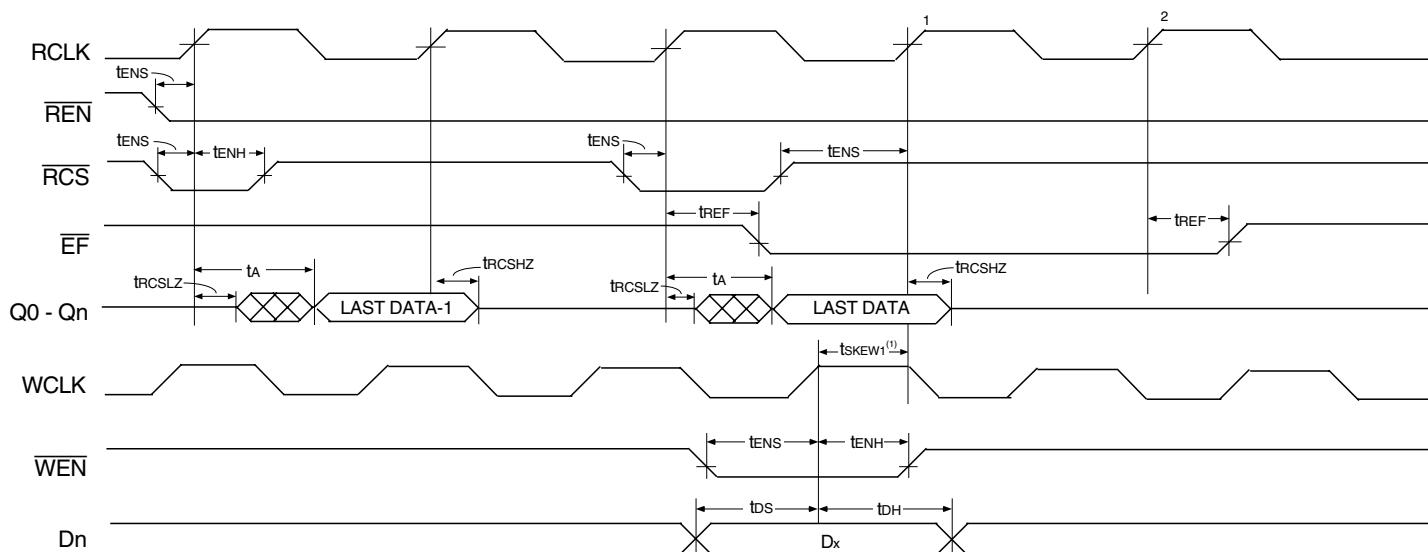 1 2
RCLK
tENS
REN
tENS tENH tENS tENS
RCS
tREF tREF
EF
tRCSLZ tA tRCSHZ tRCSLZ tA tRCSHZ
Q0 - Qn LAST DATA-1 LAST DATA
tSKEW1(1)
WCLK
tENS tENH
WEN
tDS tDH
Dn Dx